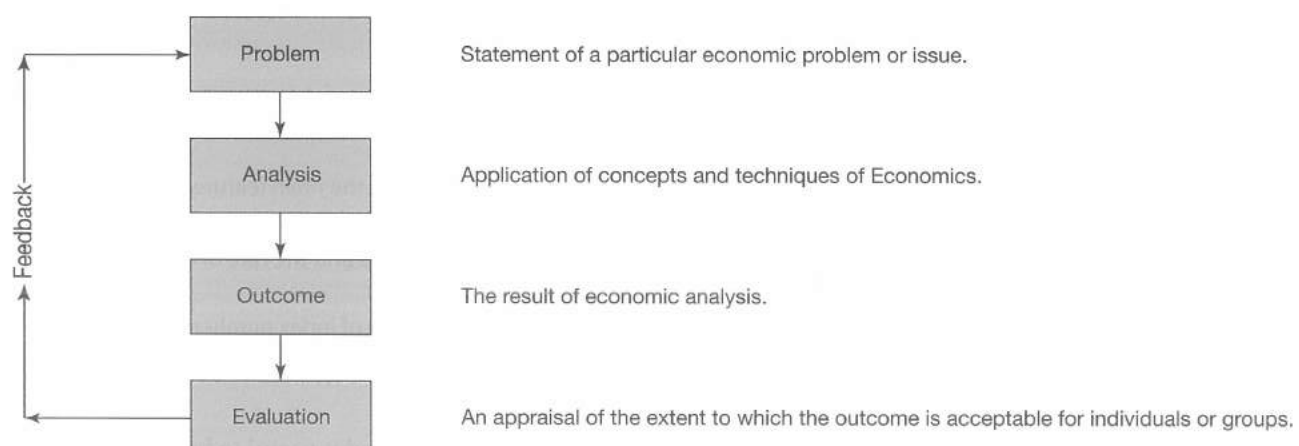 Problem
Statement of a particular economic problem or issue.
Analysis
Application of concepts and techniques of Economics.
Feedback
Outcome
The result of economic analysis.
Evaluation
An appraisal of the extent to which the outcome is acceptable for individuals or groups.